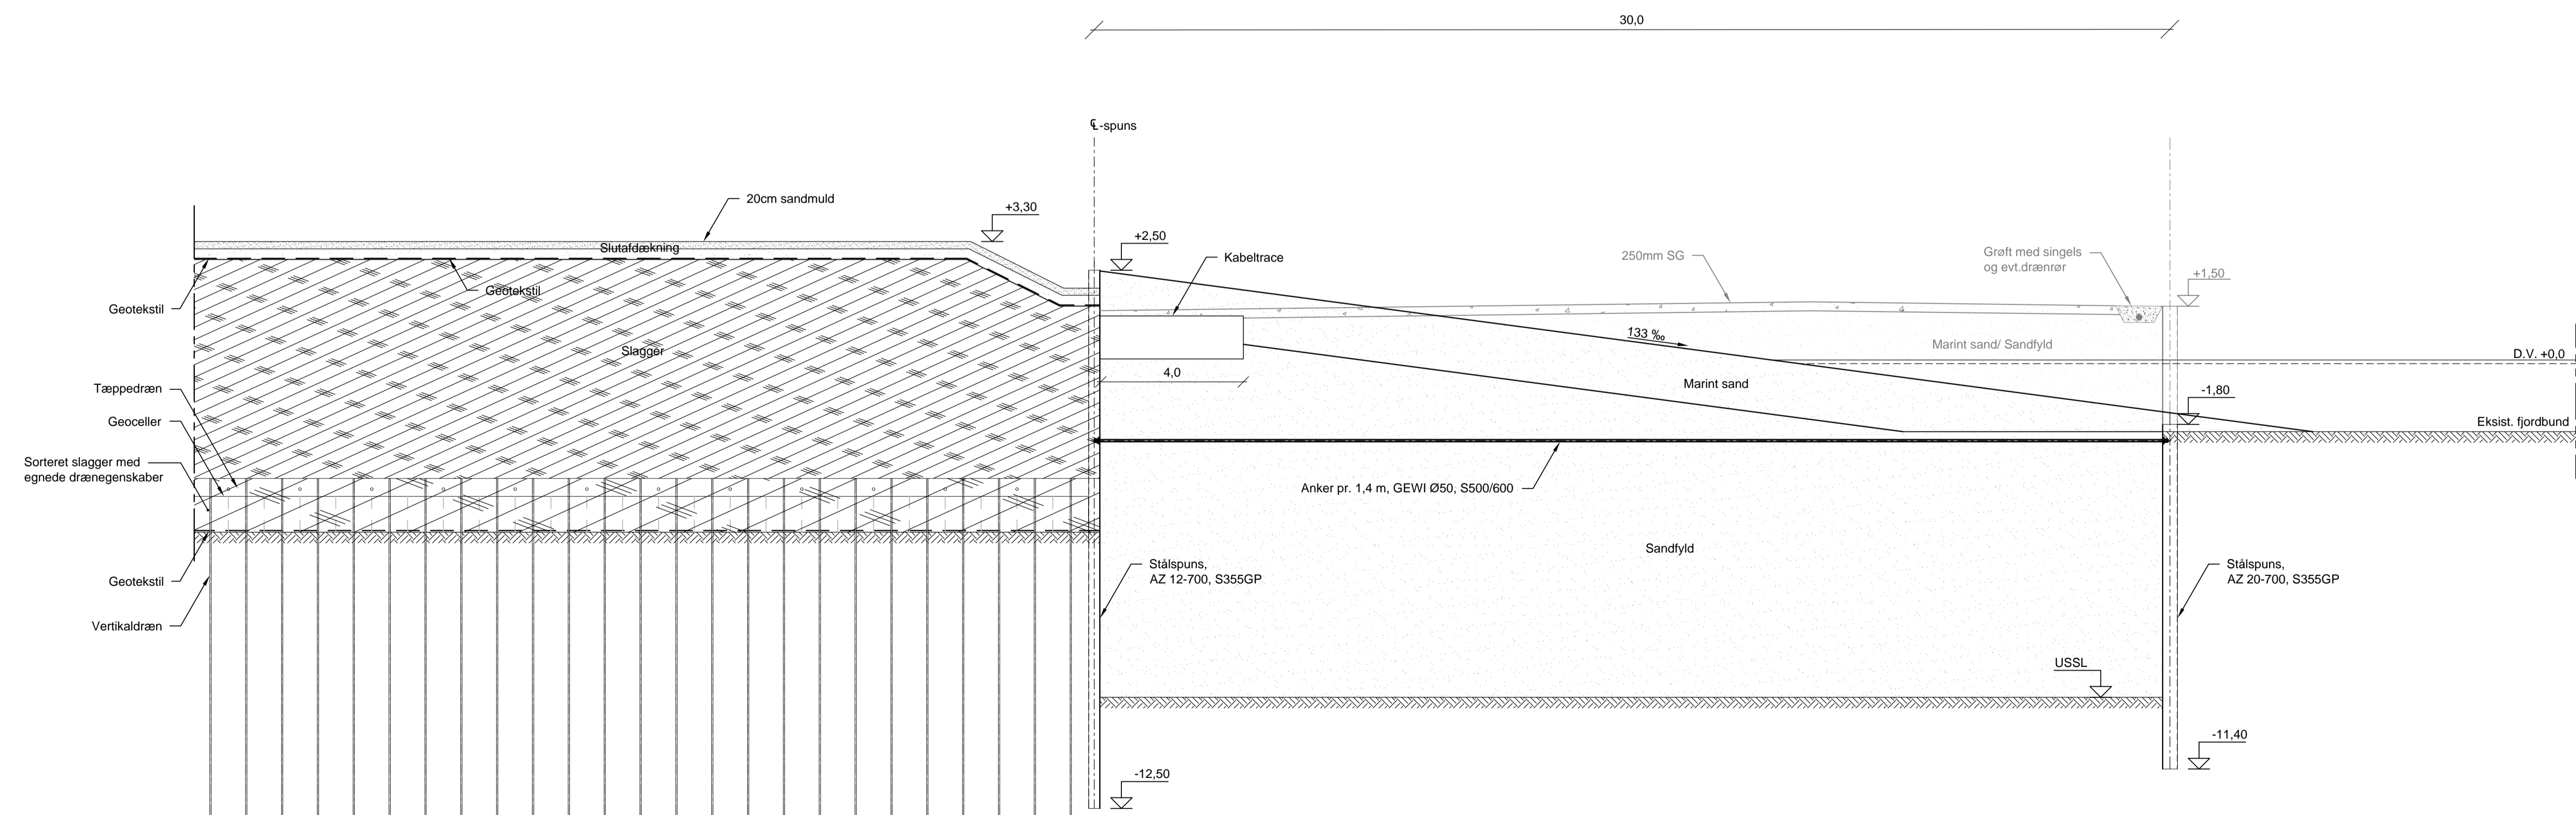 30,0
℄-spuns
20cm sandmuld
+3,30
Slutafdækning
+2,50
Kabeltrace
250mm SG
Grøft med singels
og evt.drænrør
+1,50
Geotekstil
Geotekstil
133 ‰
Slagger
Marint sand/ Sandfyld
D.V. +0,0
4,0
Marint sand
-1,80
Tæppedræn
Geoceller
Eksist. fjordbund
Sorteret slagger med
egnede drænegenskaber
Anker pr. 1,4 m, GEWI Ø50, S500/600
Sandfyld
Stålspuns,
AZ 12-700, S355GP
Stålspuns,
AZ 20-700, S355GP
Geotekstil
Vertikaldræn
USSL
-11,40
-12,50